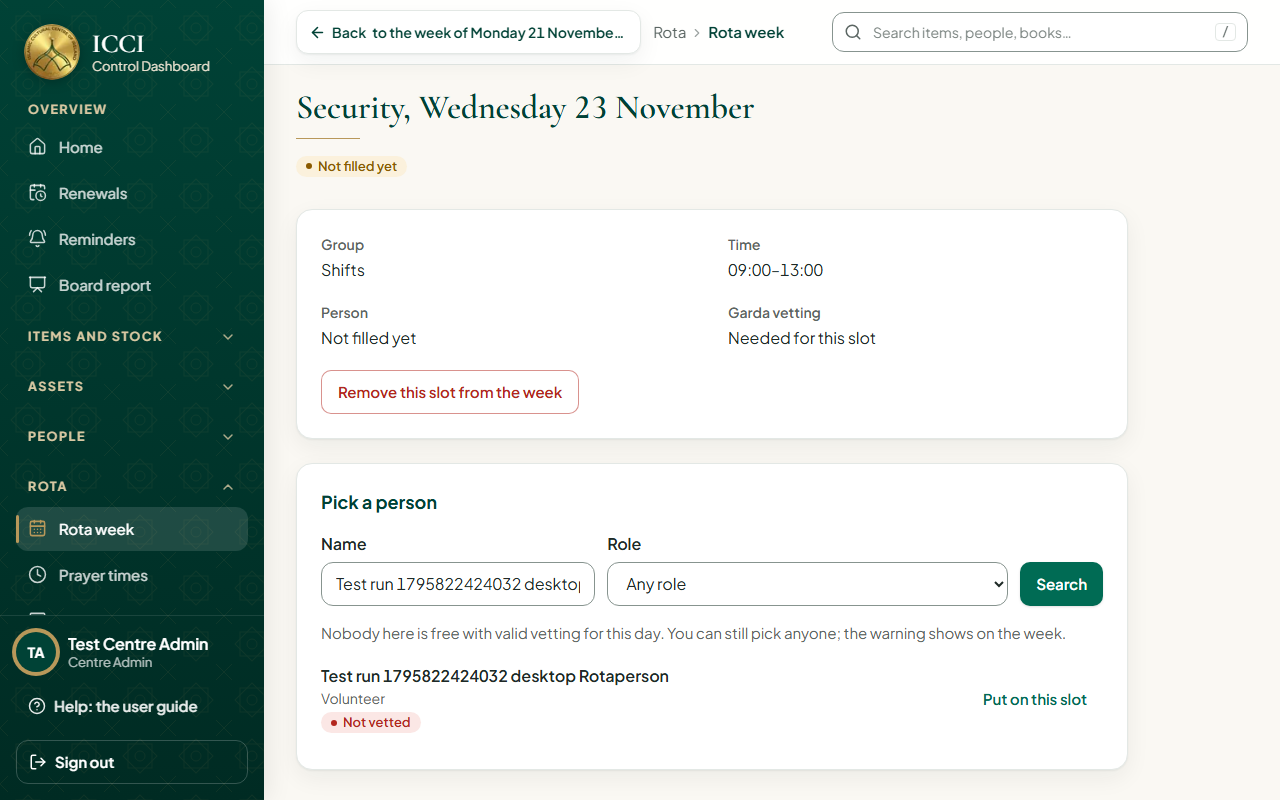 ICCI
Control Dashboard
OVERVIEW
Home
Renewals
Reminders
Board report
ITEMS AND STOCK
ASSETS
PEOPLE
ROTA
Rota week
Prayer times
TA
Test Centre Admin
Centre Admin
Help: the user guide
Sign out
Back to the week of Monday 21 Novembe…
Rota
Rota week
Search items, people, books…
/
Security, Wednesday 23 November
Not filled yet
Group
Shifts
Time
09:00–13:00
Person
Not filled yet
Garda vetting
Needed for this slot
Remove this slot from the week
Pick a person
Name
Role
Test run 1795822424032 deskto
Any role
Search
Nobody here is free with valid vetting for this day. You can still pick anyone; the warning shows on the week.
Test run 1795822424032 desktop Rotaperson
Volunteer
Not vetted
Put on this slot